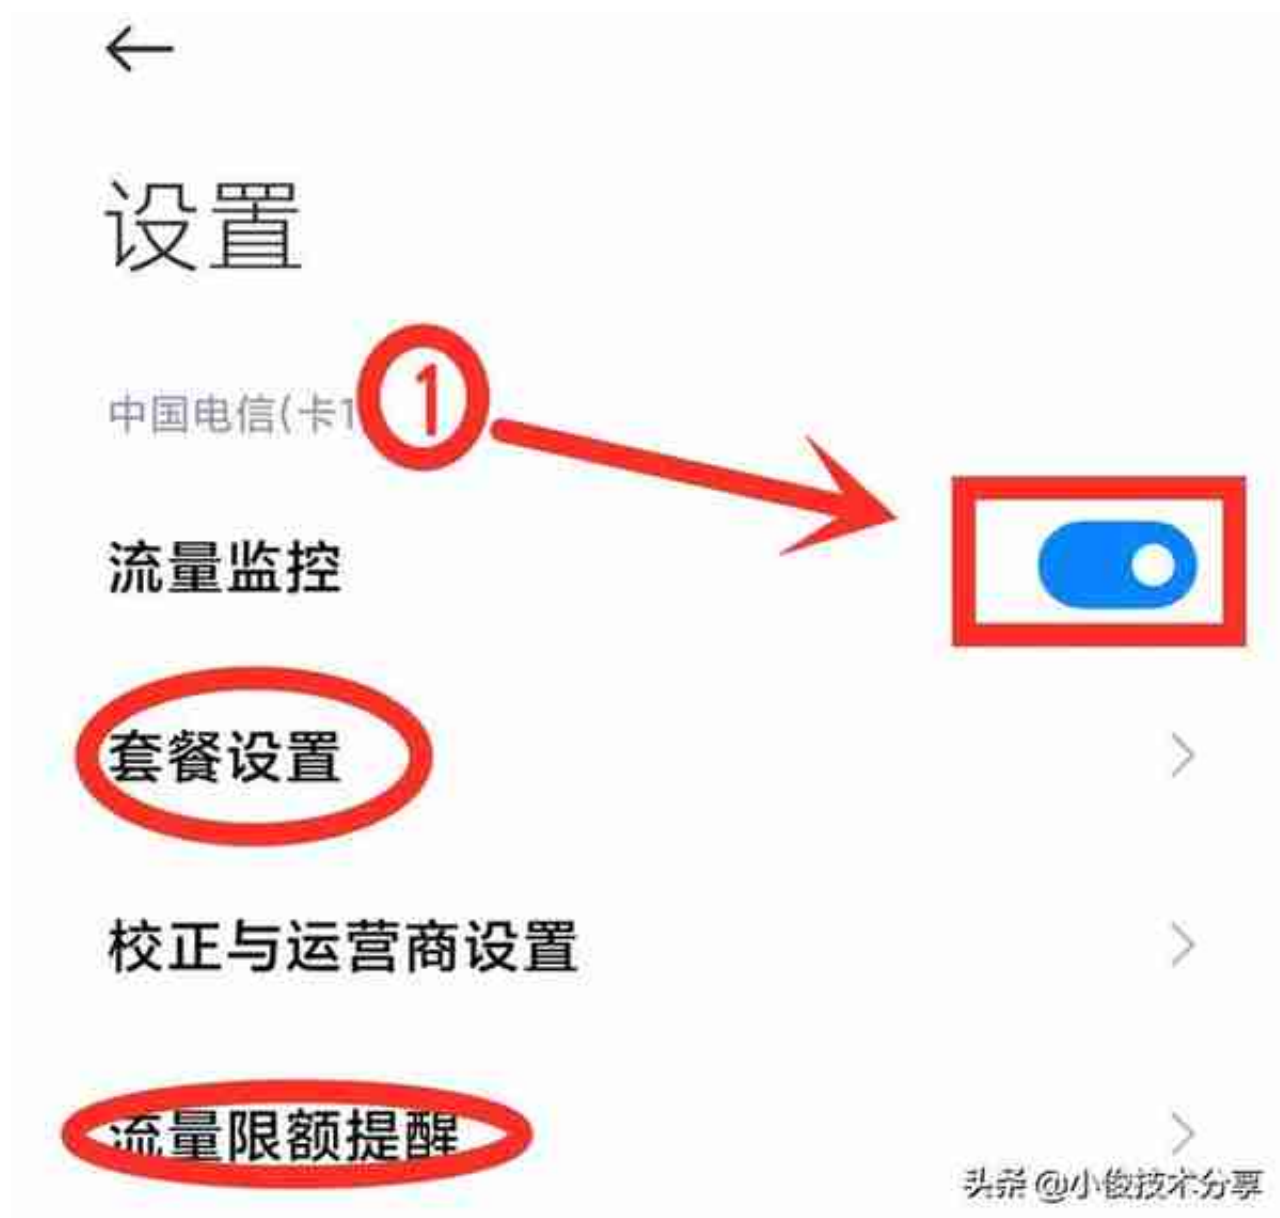 设置
中国电信(卡1
1
流量监控
套餐设置
校正与运营商设置
流量限额提醒
头条 @小俊技术分享